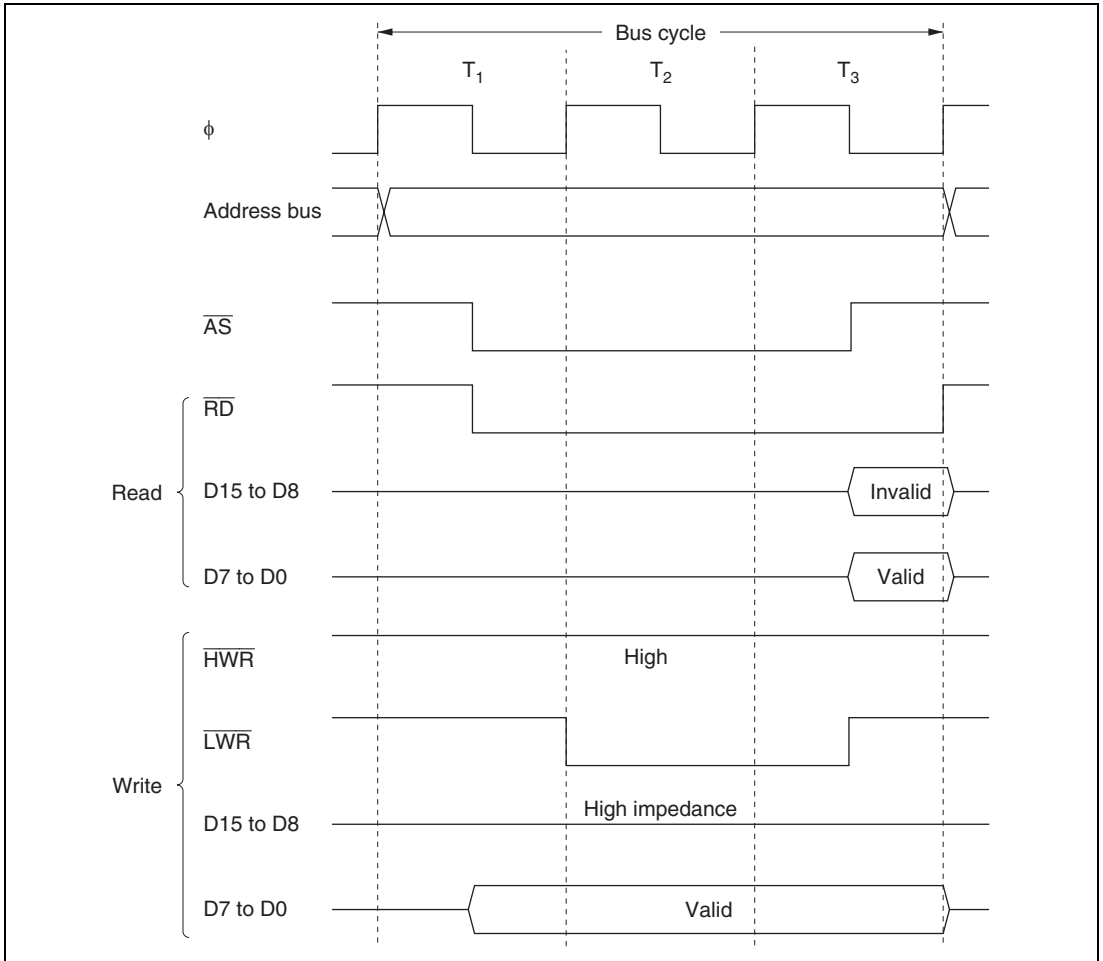 Bus cycle
T1 T2 T3
ϕ
Address bus
AS
RD
Read
D15 to D8
Invalid
D7 to D0
Valid
HWR
High
LWR
Write
High impedance
D15 to D8
D7 to D0
Valid